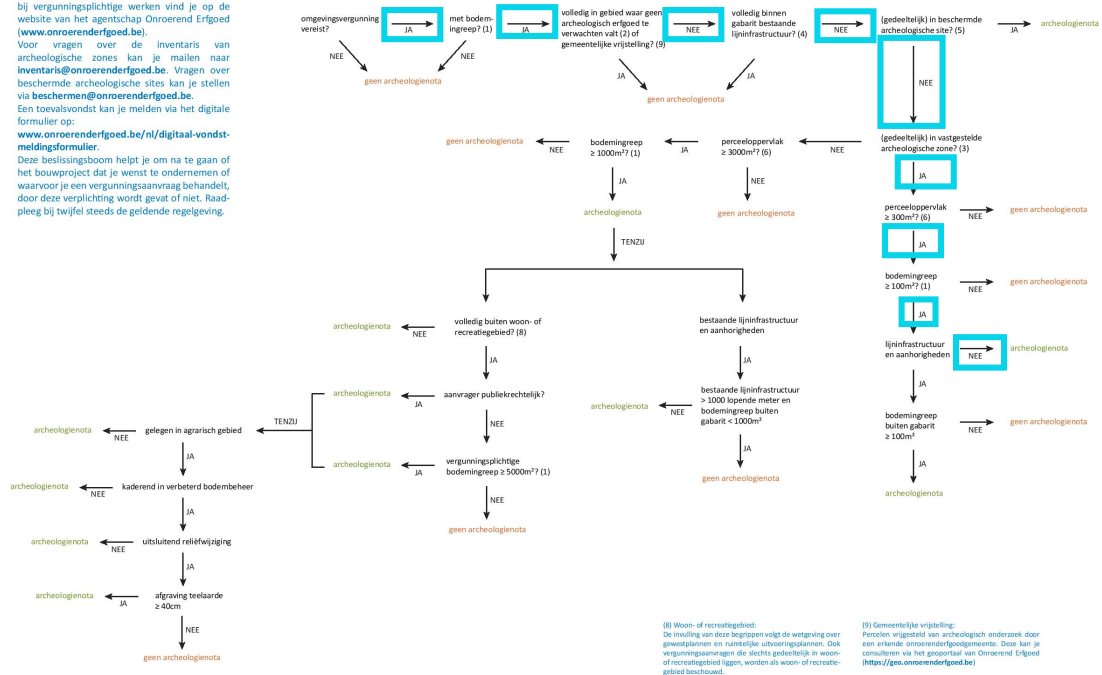 bij vergunningsplichtige werken vind je op de
website van het agentschap Onroerend Erfgoed
(www.onroerenderfgoed.be).
Voor vragen over de inventaris van
archeologische zones kan je mailen naar
inventaris@onroerenderfgoed.be. Vragen over
beschermde archeologische sites kan je stellen
via beschermen@onroerenderfgoed.be.
Een toevalsvondst kan je melden via het digitale
formulier op:
www.onroerenderfgoed.be/nl/digitaal-vondst-
meldingsformulier.
Deze beslissingsboom helpt je om na te gaan of
het bouwproject dat je wenst te ondernemen of
waarvoor je een vergunningsaanvraag behandelt,
door deze verplichting wordt gevat of niet. Raad-
pleeg bij twijfel steeds de geldende regelgeving.
omgevingsvergunning
vereist?
JA
NEE
met bodem-
ingreep? (1)
JA
NEE
geen archeologienota
volledig in gebied waar geen
archeologisch erfgoed te
verwachten valt (2) of
gemeentelijke vrijstelling? (9)
NEE
JA
volledig binnen
gabarit bestaande
lijninfrastructuur? (4)
NEE
JA
geen archeologienota
(gedeeltelijk) in beschermde
archeologische site? (5)
JA
archeologienota
NEE
(gedeeltelijk) in vastgestelde
archeologische zone? (3)
NEE
perceeloppervlak
≥ 3000m²? (6)
JA
bodemingreep
≥ 1000m²? (1)
NEE
geen archeologienota
JA
archeologienota
NEE
geen archeologienota
JA
perceeloppervlak
≥ 300m²? (6)
NEE
geen archeologienota
JA
bodemingreep
≥ 100m²? (1)
NEE
geen archeologienota
JA
lijninfrastructuur
en aanhorigheden
NEE
archeologienota
JA
bodemingreep
buiten gabarit
≥ 100m²
NEE
geen archeologienota
JA
archeologienota
TENZIJ
volledig buiten woon- of
recreatiegebied? (8)
NEE
archeologienota
JA
aanvrager publiekrechtelijk?
JA
archeologienota
NEE
vergunningsplichtige
bodemingreep ≥ 5000m²? (1)
JA
archeologienota
NEE
geen archeologienota
bestaande lijninfrastructuur
en aanhorigheden
JA
bestaande lijninfrastructuur
> 1000 lopende meter en
bodemingreep buiten
gabarit < 1000m²
NEE
archeologienota
JA
geen archeologienota
TENZIJ
gelegen in agrarisch gebied
NEE
archeologienota
JA
kaderend in verbeterd bodembeheer
NEE
archeologienota
JA
uitsluitend reliëfwijziging
NEE
archeologienota
JA
afgraving teelaarde
≥ 40cm
JA
archeologienota
NEE
geen archeologienota
(8) Woon- of recreatiegebied:
De invulling van deze begrippen volgt de wetgeving over
gewestplannen en ruimtelijke uitvoeringsplannen. Ook
vergunningsaanvragen die slechts gedeeltelijk in woon-
of recreatiegebied liggen, worden als woon- of recreatie-
gebied beschouwd.
(9) Gemeentelijke vrijstelling:
Percelen vrijgesteld van archeologisch onderzoek door
een erkende onroerenderfgoedgemeente. Deze kan je
consulteren via het geoportaal van Onroerend Erfgoed
(https://geo.onroerenderfgoed.be)